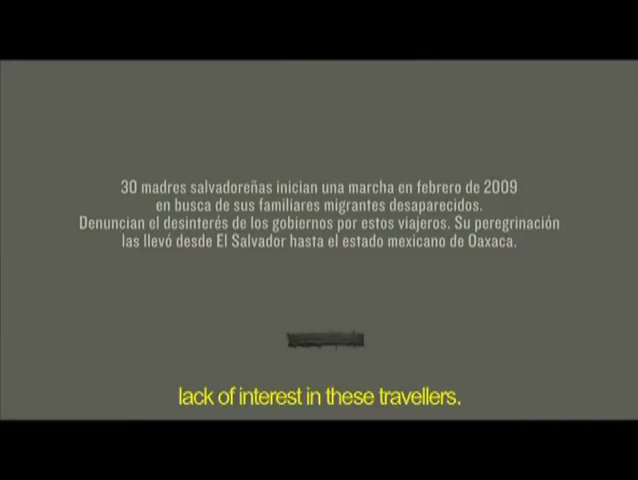 30 madres salvadoreñas inician una marcha en febrero de 2009
en busca de sus familiares migrantes desaparecidos.
Denuncian el desinterés de los gobiernos por estos viajeros. Su peregrinación
las llevó desde El Salvador hasta el estado mexicano de Oaxaca.
lack of interest in these travellers.